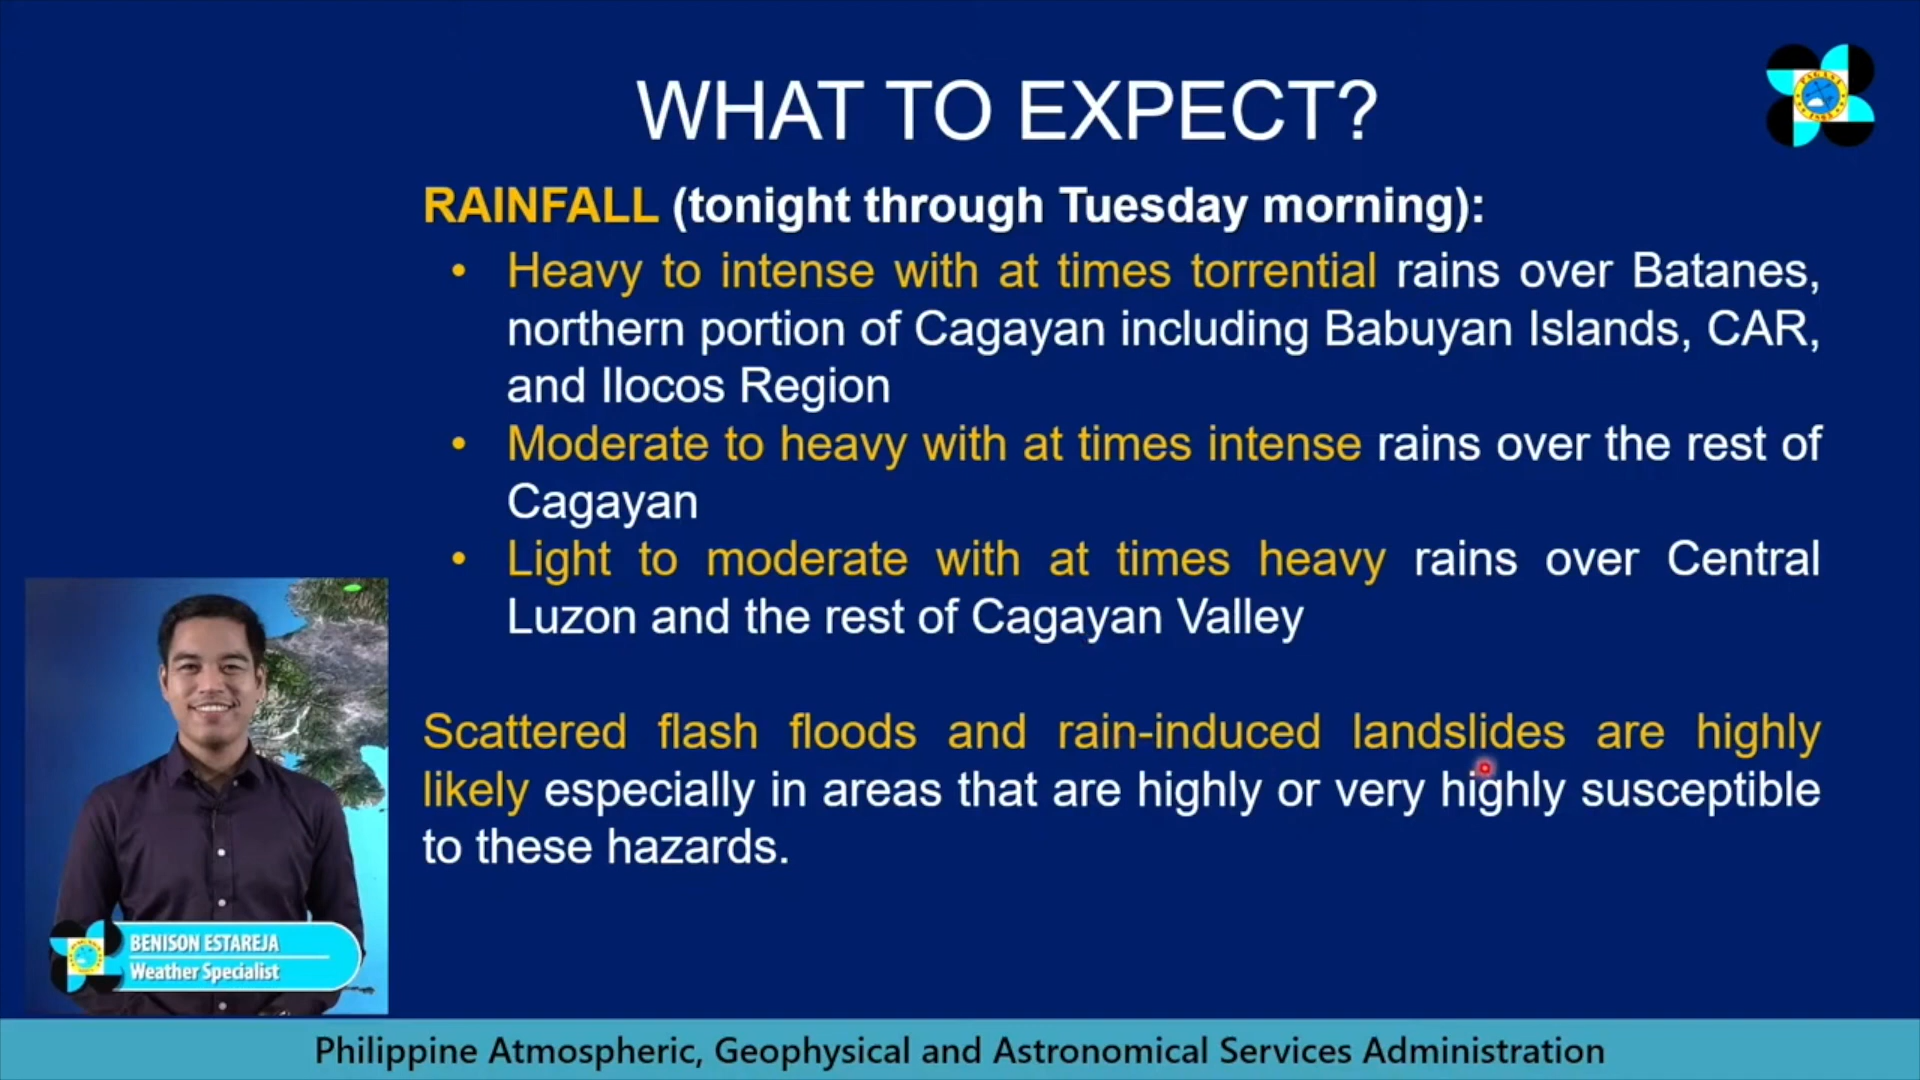 WHAT TO EXPECT?
RAINFALL (tonight through Tuesday morning):
• Heavy to intense with at times torrential rains over Batanes,
northern portion of Cagayan including Babuyan Islands, CAR,
and Ilocos Region
• Moderate to heavy with at times intense rains over the rest of
Cagayan
• Light to moderate with at times heavy rains over Central
Luzon and the rest of Cagayan Valley
Scattered flash floods and rain-induced landslides are highly
likely especially in areas that are highly or very highly susceptible
to these hazards.
BENISON ESTAREJA
Weather Specialist
Philippine Atmospheric, Geophysical and Astronomical Services Administration